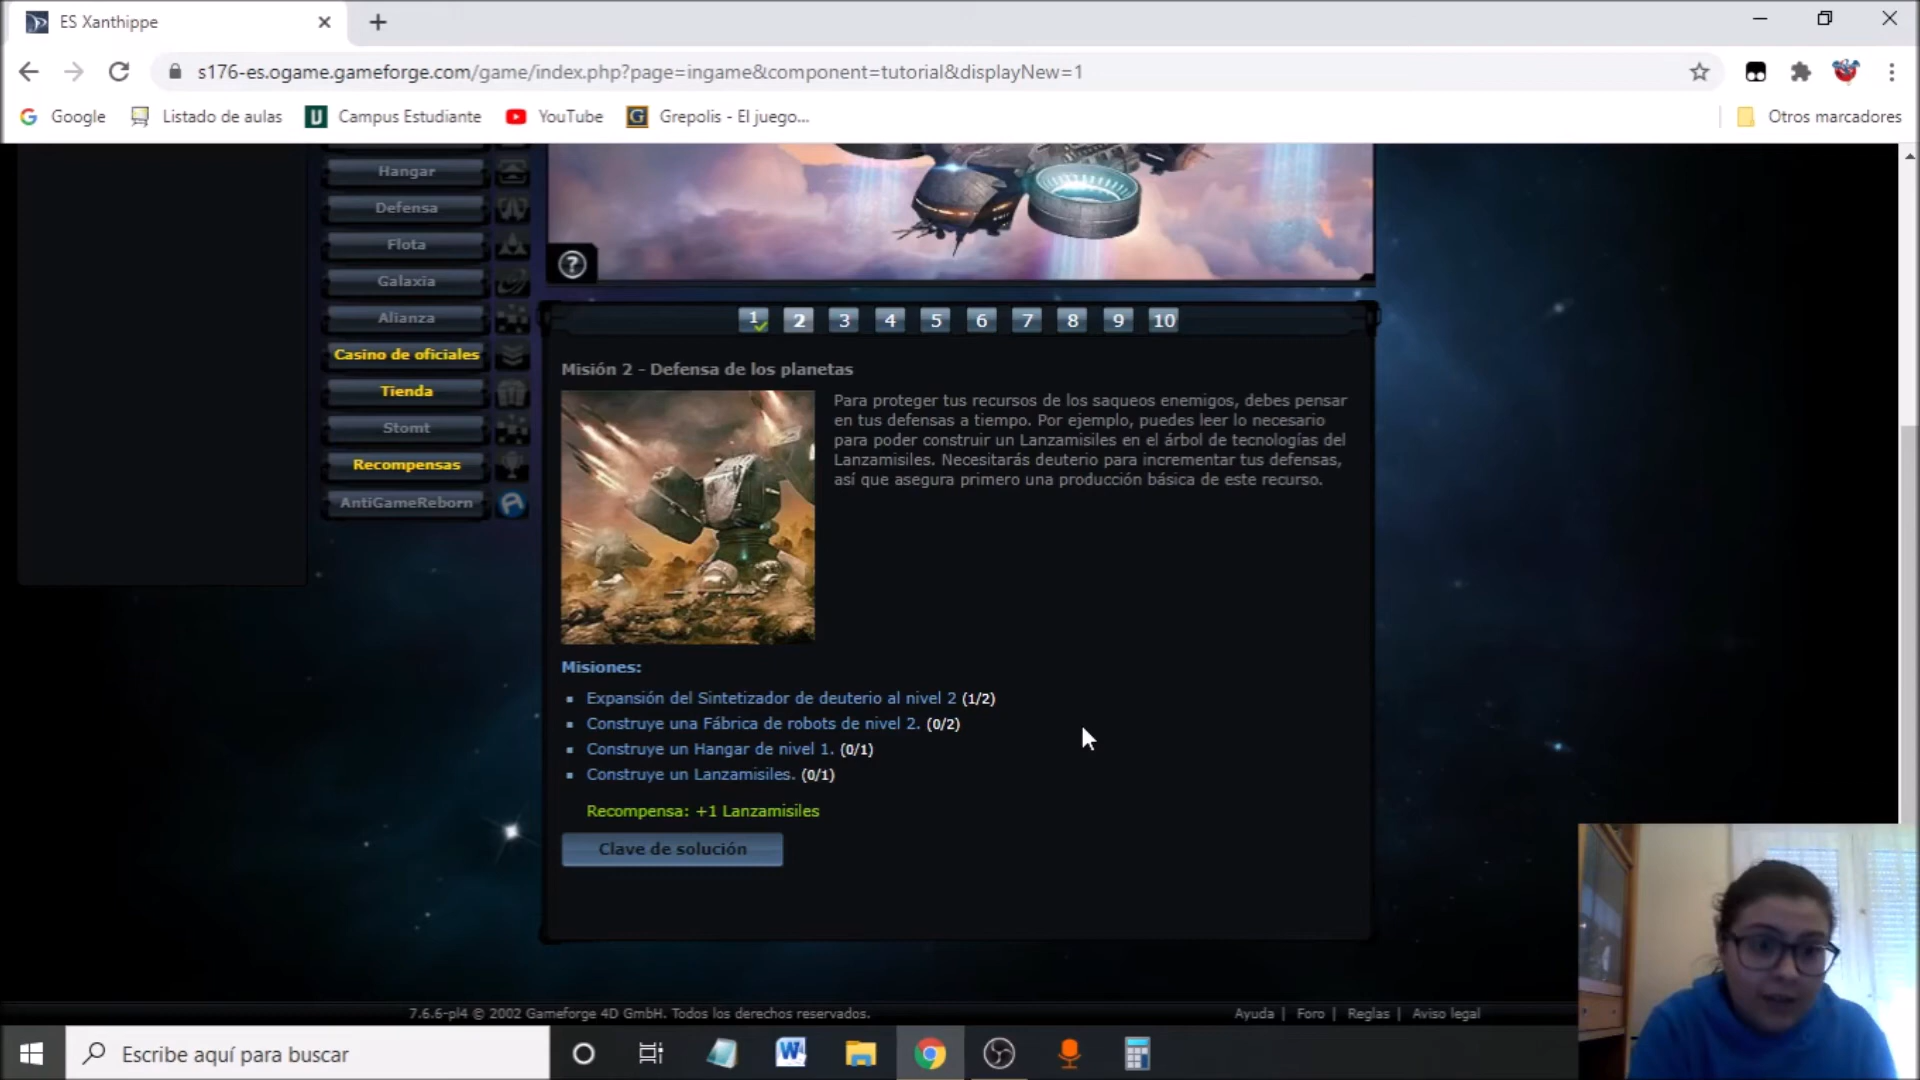 ES Xanthippe
s176-es.ogame.gameforge.com/game/index.php?page=ingame&component=tutorial&displayNew=1
Google
Listado de aulas
U
Campus Estudiante
YouTube
G
Grepolis - El juego...
Otros marcadores
Hangar
Defensa
Flota
Galaxia
Alianza
Casino de oficiales
Tienda
Stomt
Recompensas
AntiGameReborn
?
1 2 3 4 5 6 7 8 9 10
Misión 2 - Defensa de los planetas
Para proteger tus recursos de los saqueos enemigos, debes pensar
en tus defensas a tiempo. Por ejemplo, puedes leer lo necesario
para poder construir un Lanzamisiles en el árbol de tecnologías del
Lanzamisiles. Necesitarás deuterio para incrementar tus defensas,
así que asegura primero una producción básica de este recurso.
Misiones:
Expansión del Sintetizador de deuterio al nivel 2 (1/2)
Construye una Fábrica de robots de nivel 2. (0/2)
Construye un Hangar de nivel 1. (0/1)
Construye un Lanzamisiles. (0/1)
Recompensa: +1 Lanzamisiles
Clave de solución
7.6.6-pl4 © 2002 Gameforge 4D GmbH. Todos los derechos reservados.
Ayuda | Foro | Reglas | Aviso legal
Escribe aquí para buscar
W